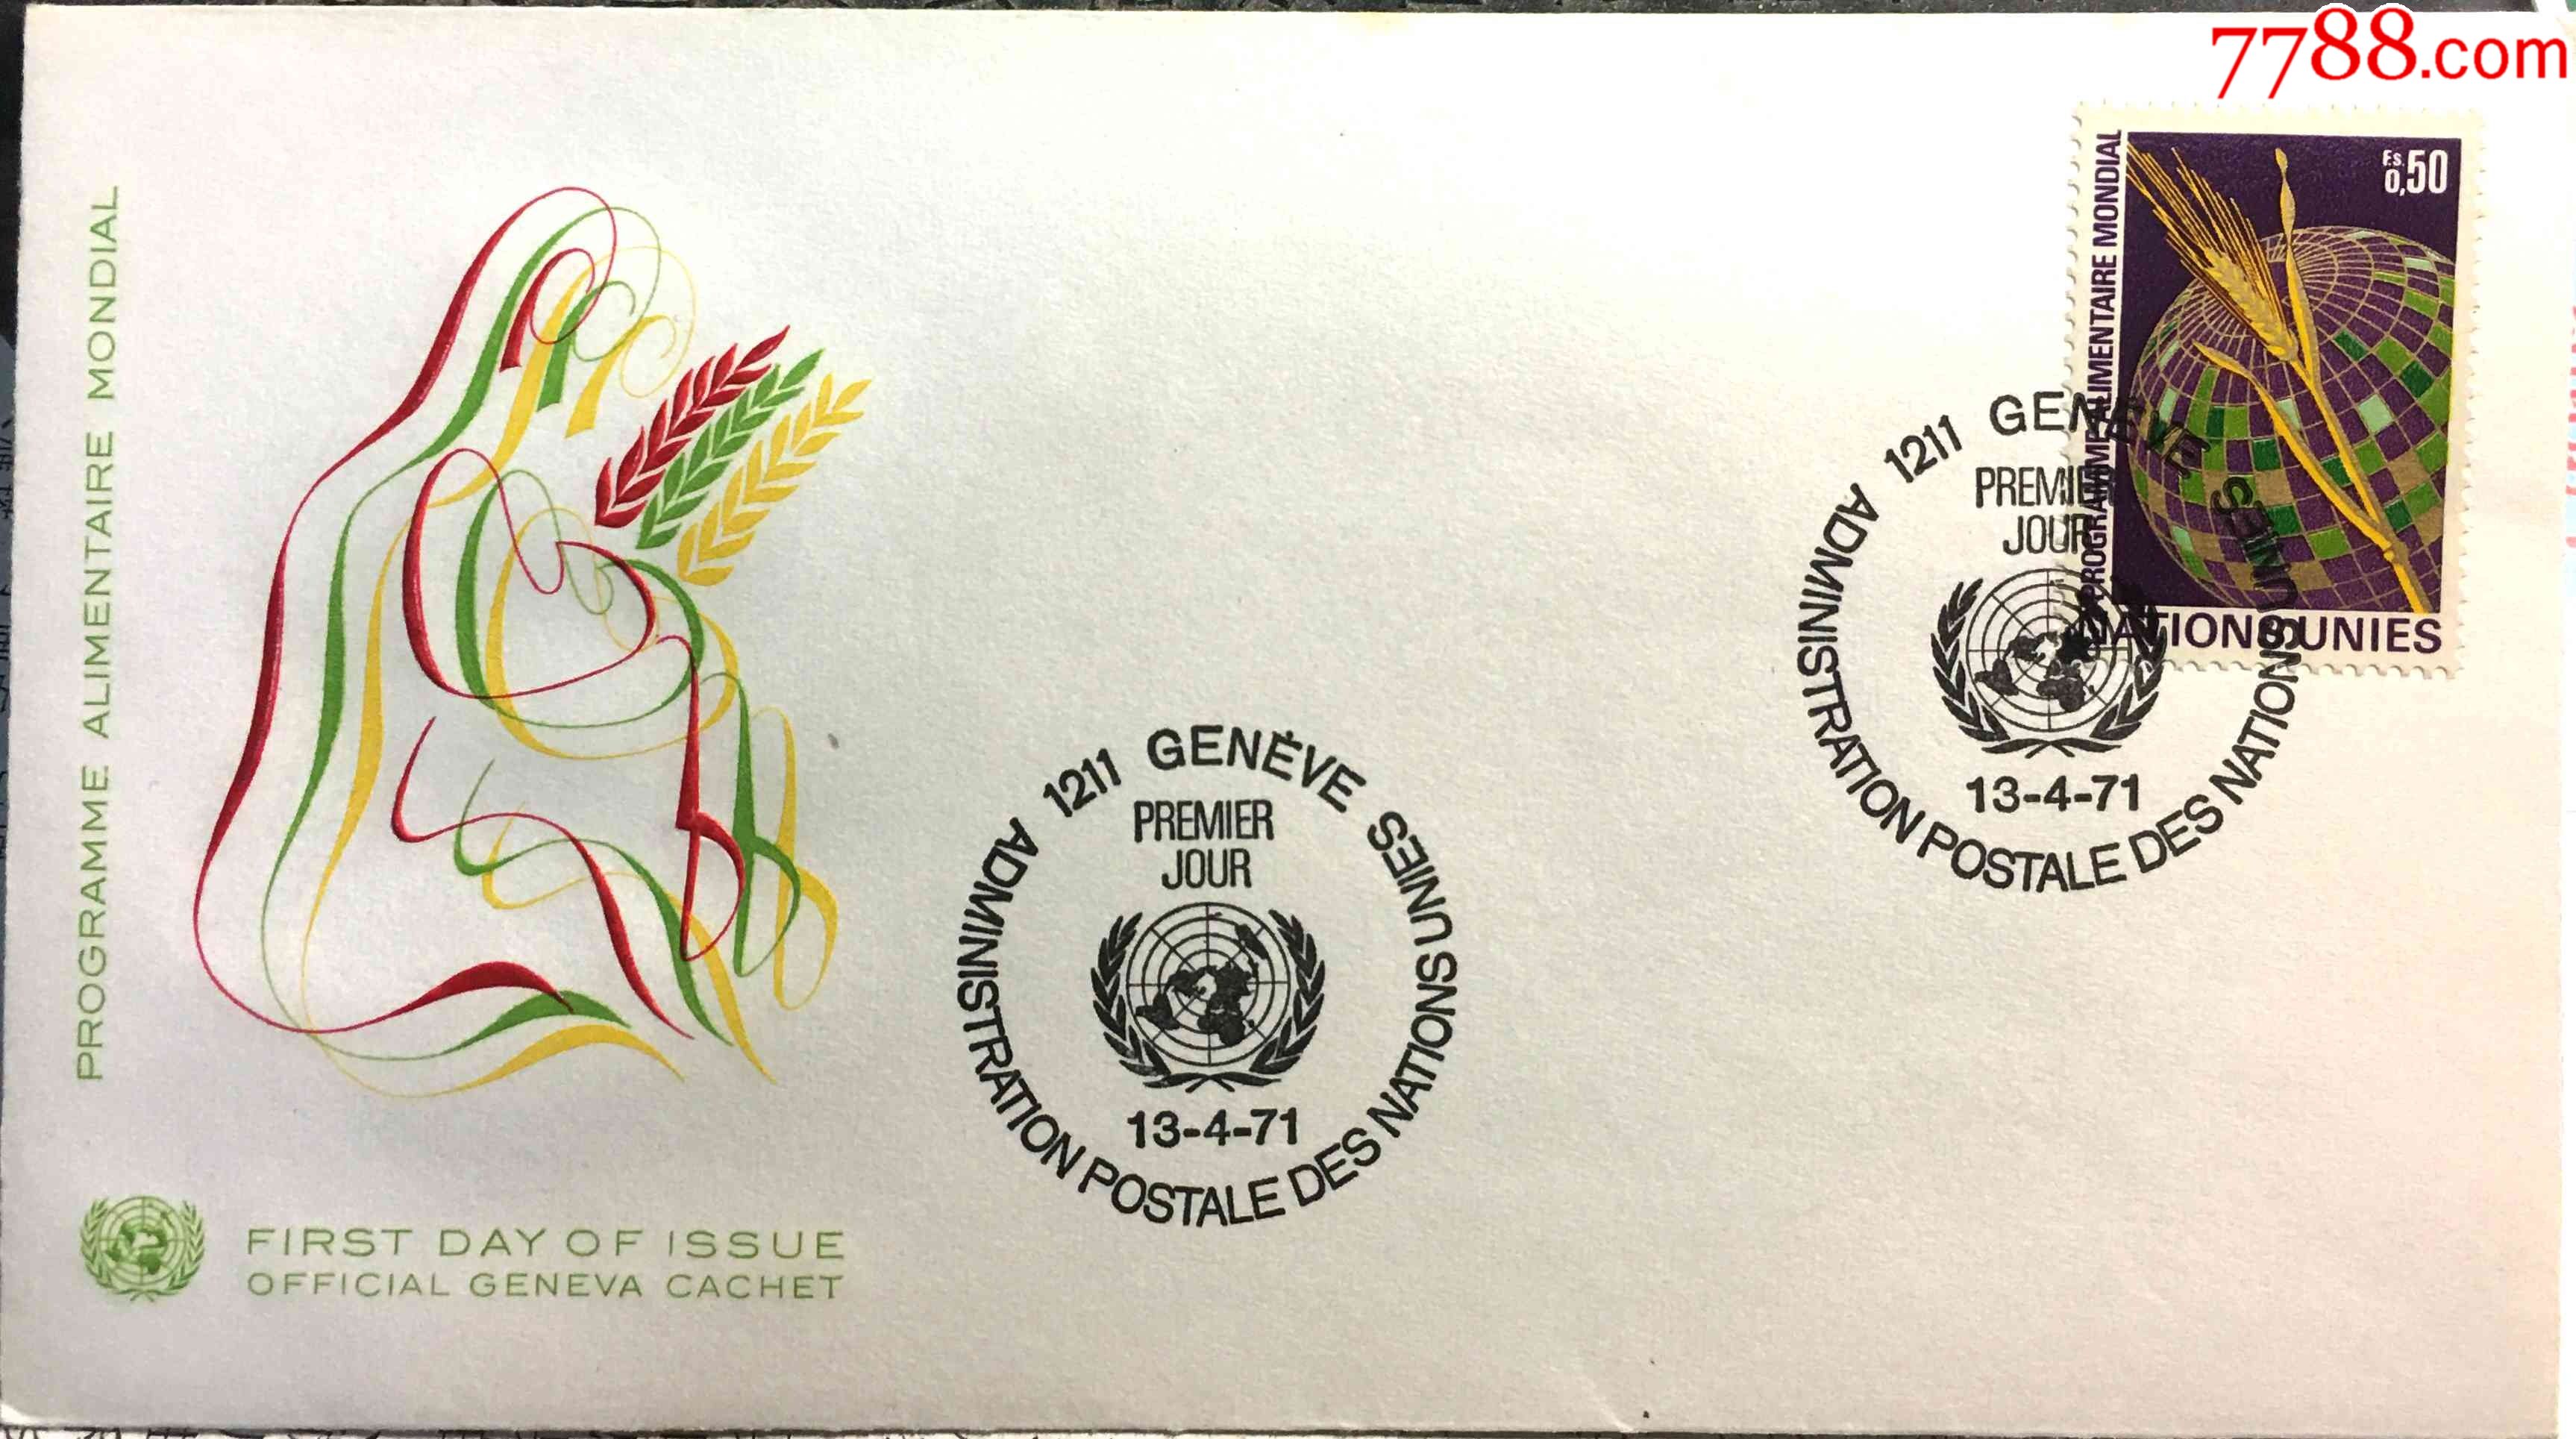 7788.com
PROGRAMME ALIMENTAIRE MONDIAL
F.s.
0,50
PROGRAMME ALIMENTAIRE MONDIAL
NATIONS UNIES
1211 GENÈVE
PREMIER
JOUR
13-4-71
ADMINISTRATION POSTALE DES NATIONS UNIES
1211 GENÈVE
PREMIER
JOUR
13-4-71
ADMINISTRATION POSTALE DES NATIONS UNIES
FIRST DAY OF ISSUE
OFFICIAL GENEVA CACHET